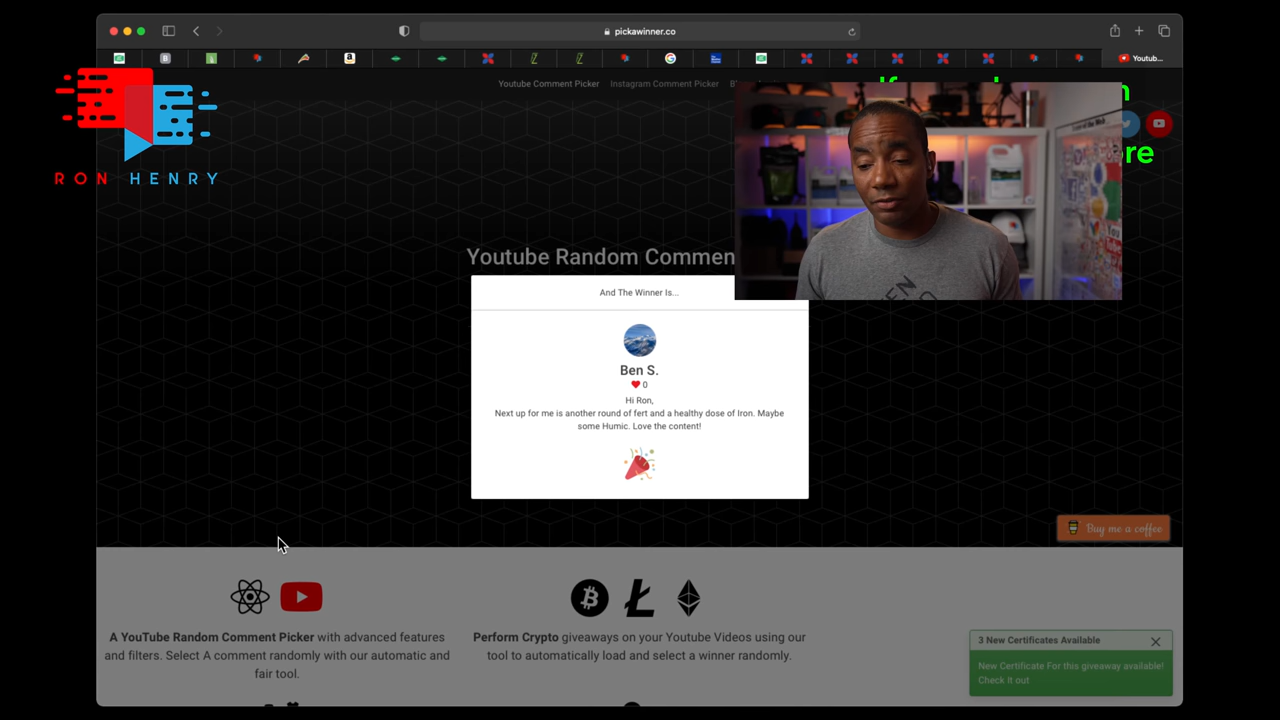 pickawinner.co
Youtub...
Youtube Comment Picker Instagram Comment Picker
RON HENRY
Youtube Random Commen
And The Winner Is...
Ben S.
0
Hi Ron,
Next up for me is another round of fert and a healthy dose of Iron. Maybe
some Humic. Love the content!
Buy me a coffee
A YouTube Random Comment Picker with advanced features
and filters. Select A comment randomly with our automatic and
fair tool.
Perform Crypto giveaways on your Youtube Videos using our
tool to automatically load and select a winner randomly.
3 New Certificates Available
New Certificate For this giveaway available!
Check It out